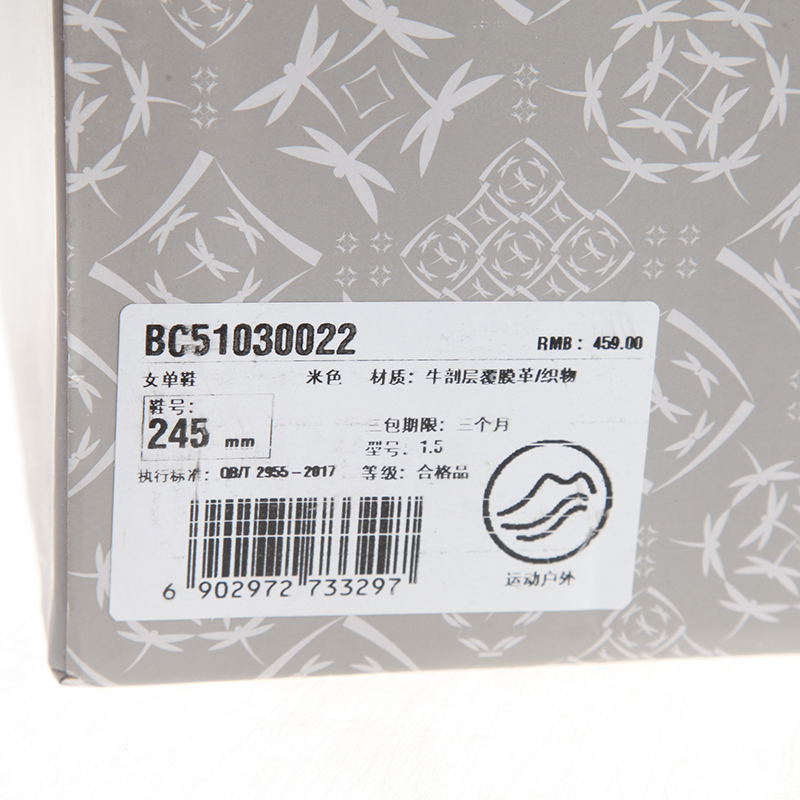 BC51030022 RMB: 459.00
女单鞋 米色 材质: 牛剖层覆膜革/织物
鞋号:
245 mm
三包期限: 三个月
型号: 1.5
执行标准: QB/T 2955-2017 等级: 合格品
运动户外
6 902972 733297